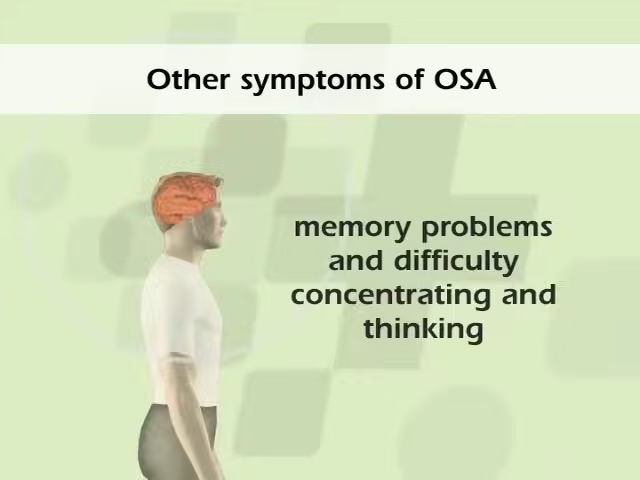 Other symptoms of OSA
memory problems
and difficulty
concentrating and
thinking